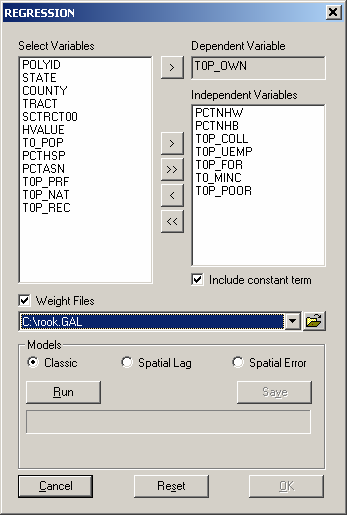 REGRESSION
Select Variables
POLYID
STATE
COUNTY
TRACT
SCTRCT00
HVALUE
T0_POP
PCTHSP
PCTASN
T0P_PRF
T0P_NAT
T0P_REC
>
Dependent Variable
T0P_OWN
Independent Variables
>
>>
<
<<
PCTNHW
PCTNHB
T0P_COLL
T0P_UEMP
T0P_FOR
T0_MINC
T0P_POOR
Include constant term
Weight Files
C:\rook.GAL
Models
Classic
Spatial Lag
Spatial Error
Run
Save
Cancel
Reset
OK